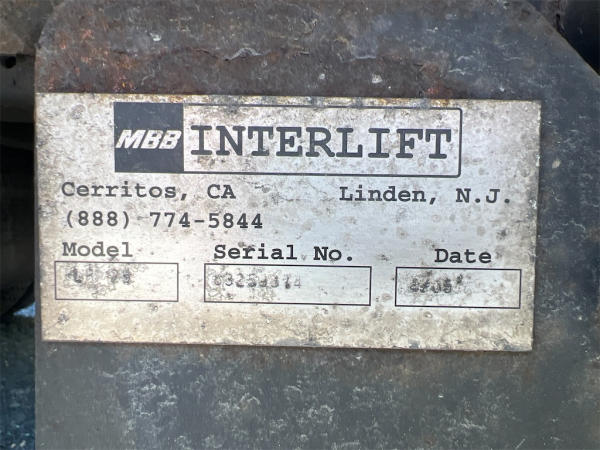 MBB INTERLIFT
Cerritos, CA Linden, N.J.
(888) 774-5844
Model Serial No. Date